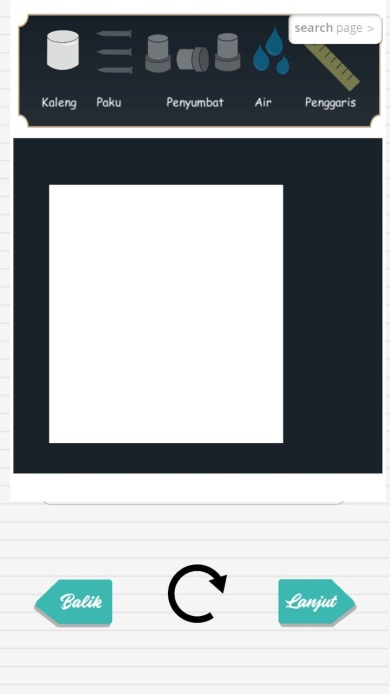 search page >
Kaleng Paku Penyumbat Air Penggaris
Balik Lanjut